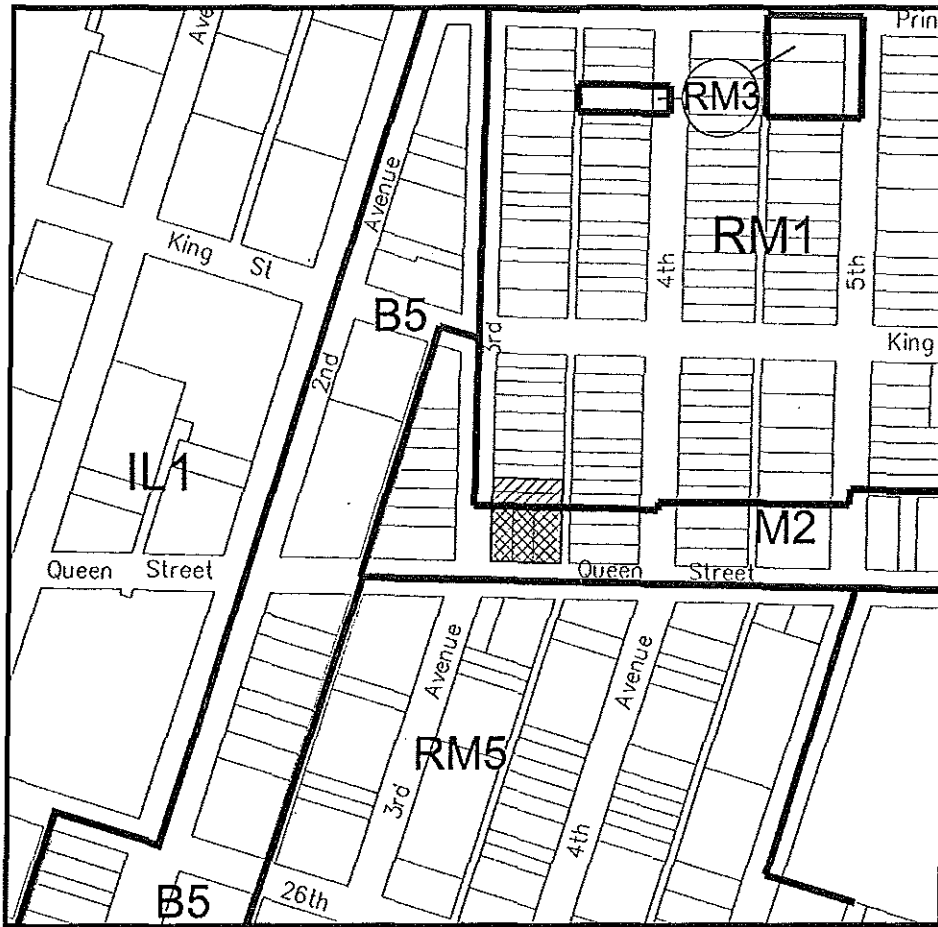 Ave
Prin
RM3
Avenue
RM1
King St
4th
5th
B5
3rd
King
2nd
IL1
M2
Queen Street
Queen Street
Avenue
Avenue
RM5
3rd
4th
26th
B5